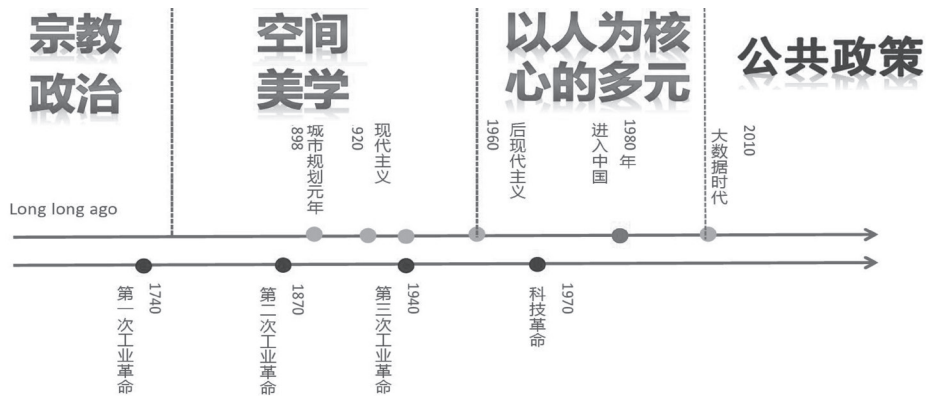 宗教
政治
空间
美学
以人为核
心的多元
公共政策
898
城市规划元年
920
现代主义
1960
后现代主义
进入中国
1980 年
大数据时代
2010
Long long ago
第一次工业革命
1740
第二次工业革命
1870
第三次工业革命
1940
科技革命
1970